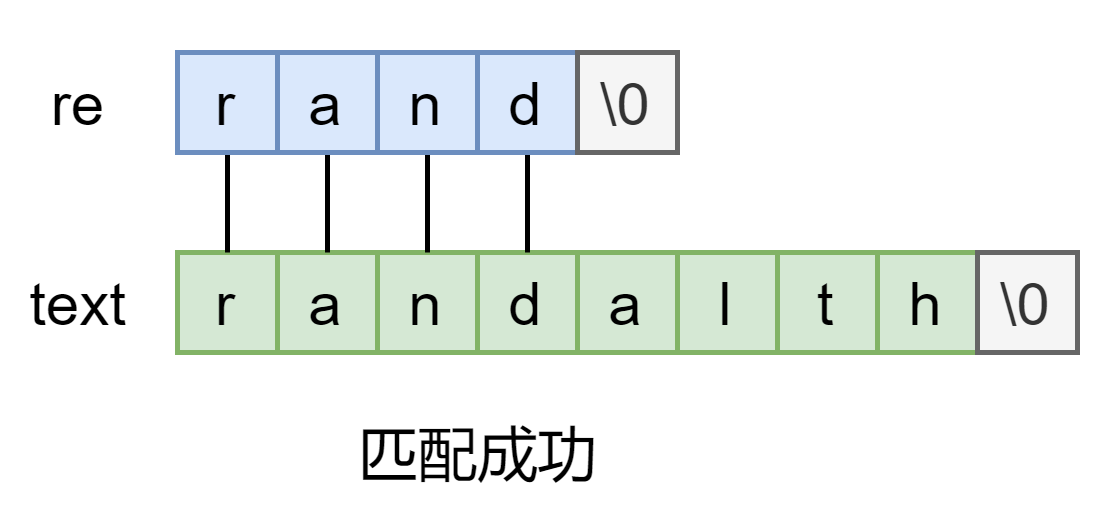 re r a n d \0
text r a n d a l t h \0
匹配成功